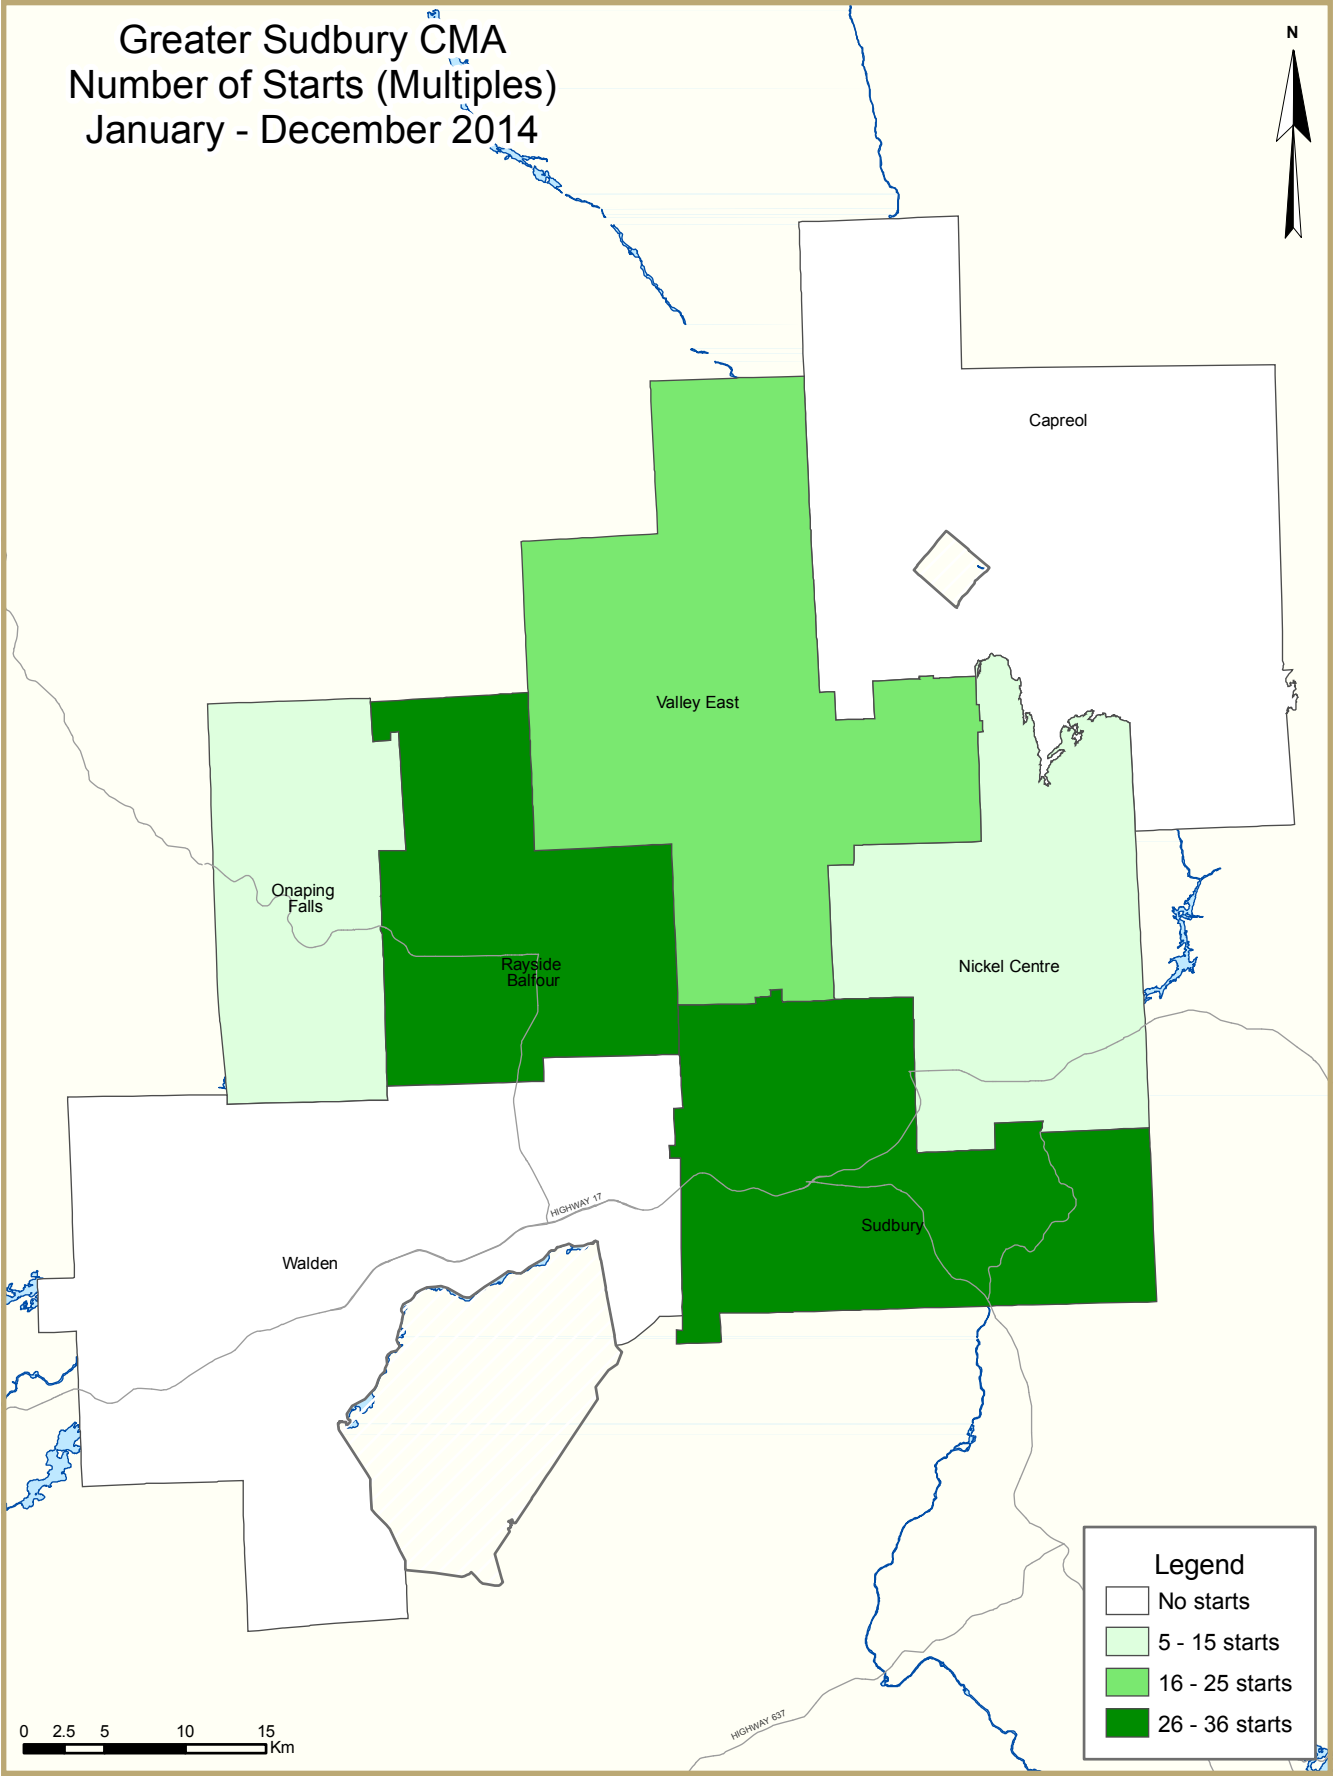 Greater Sudbury CMA
Number of Starts (Multiples)
January - December 2014
N
Capreol
Valley East
Onaping
Falls
Rayside
Balfour
Nickel Centre
HIGHWAY 17
Sudbury
Walden
Legend
No starts
5 - 15 starts
16 - 25 starts
26 - 36 starts
HIGHWAY 637
0 2.5 5 10 15
Km